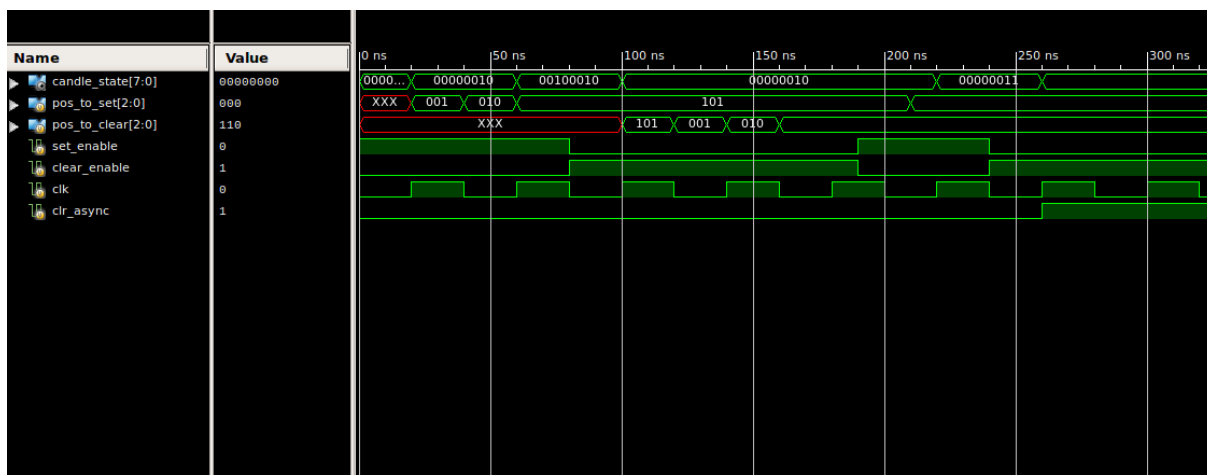 Name Value 0 ns 50 ns 100 ns 150 ns 200 ns 250 ns 300 ns
candle_state[7:0] 00000000 0000... 00000010 00100010 00000010 00000011
pos_to_set[2:0] 000 XXX 001 010 101
pos_to_clear[2:0] 110 XXX 101 001 010
set_enable 0
clear_enable 1
clk 0
clr_async 1